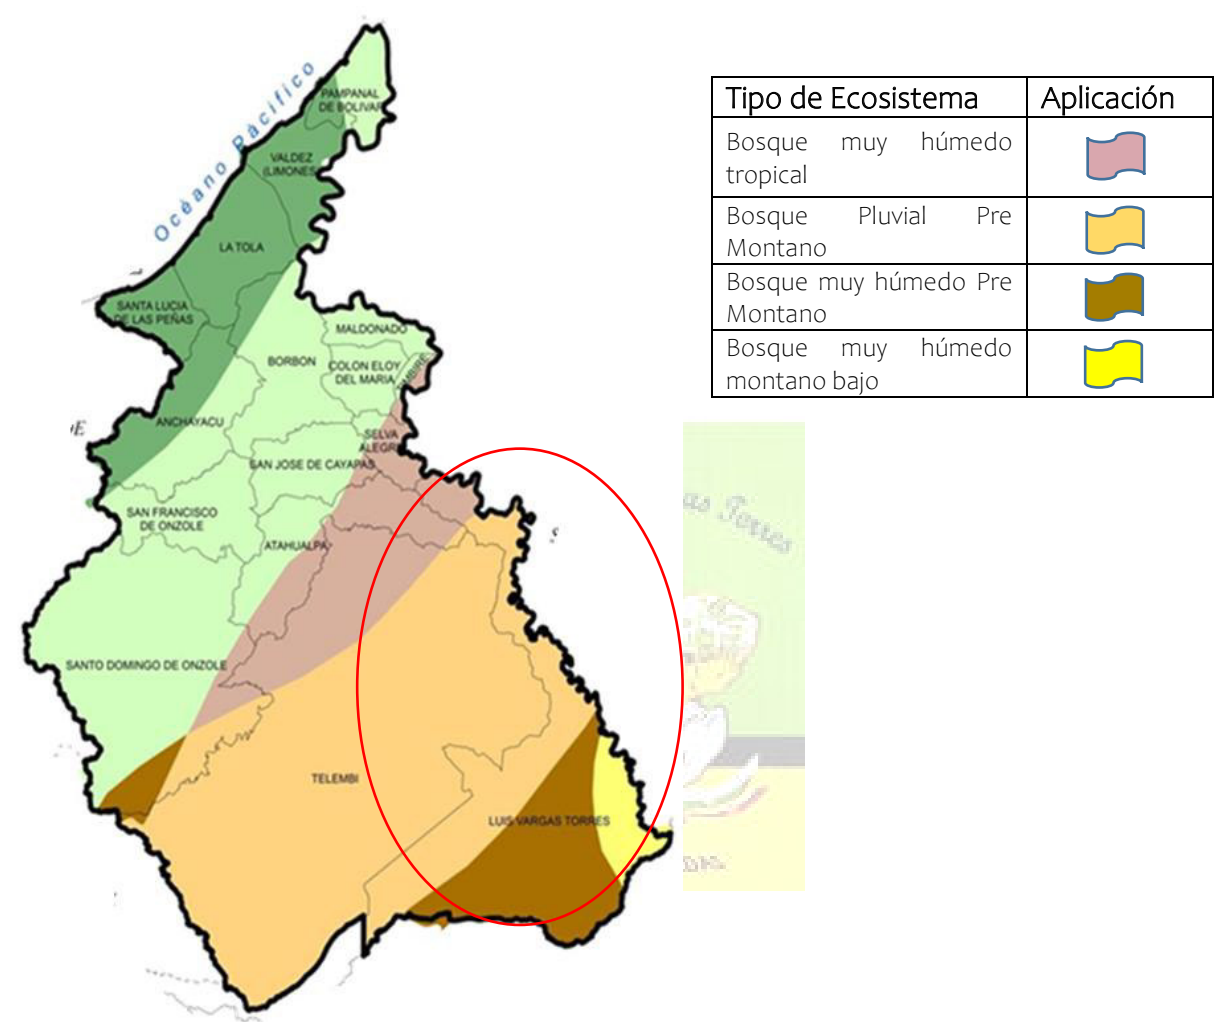 Océano Pàcifico
PAMPANAL
DE BOLIVAR
VALDEZ
(LIMONES
LA TOLA
SANTA LUCIA
DE LAS PEÑAS
MALDONADO
BORBON
COLON ELOY
DEL MARIA
ANCHAYACU
SELVA
ALEGRE
SAN JOSE DE CAYAPAS
SAN FRANCISCO
DE ONZOLE
ATAHUALPA
SANTO DOMINGO DE ONZOLE
TELEMBI
LUIS VARGAS TORRES
Tipo de Ecosistema Aplicación
Bosque muy húmedo
tropical
Bosque Pluvial Pre
Montano
Bosque muy húmedo Pre
Montano
Bosque muy húmedo
montano bajo
Torres